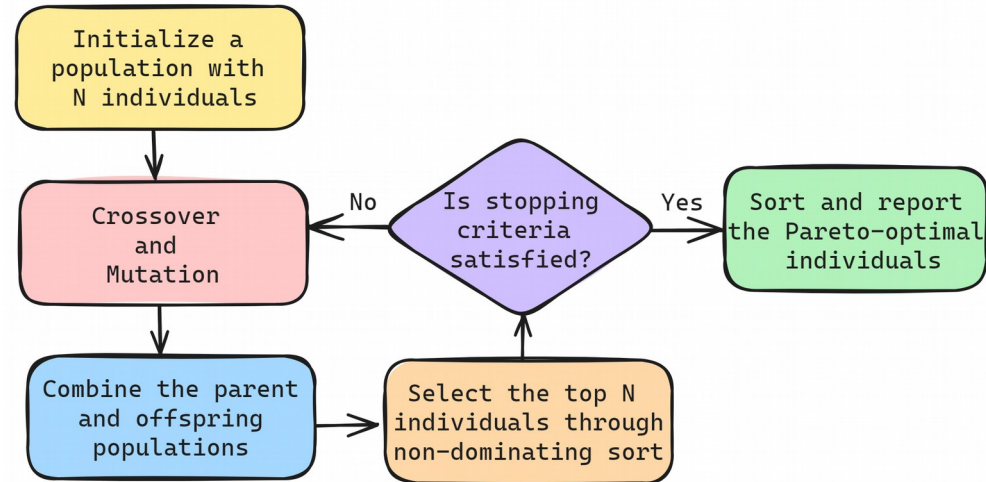 Initialize a
population with
N individuals
Crossover
and
Mutation
Combine the parent
and offspring
populations
Select the top N
individuals through
non-dominating sort
Is stopping
criteria
satisfied?
No
Yes
Sort and report
the Pareto-optimal
individuals